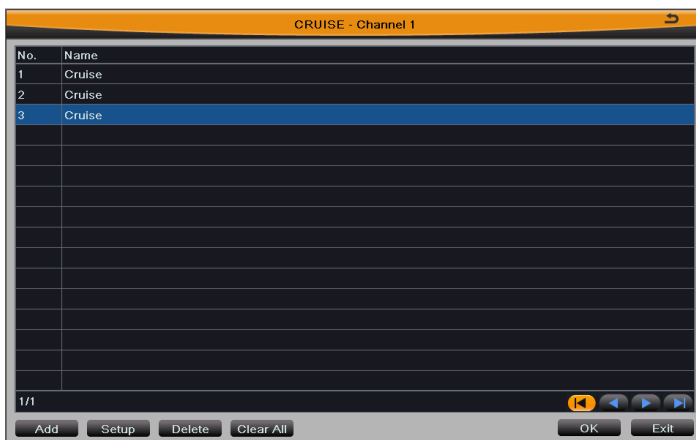 CRUISE - Channel 1
No. Name
1 Cruise
2 Cruise
3 Cruise
1/1
Add Setup Delete Clear All OK Exit